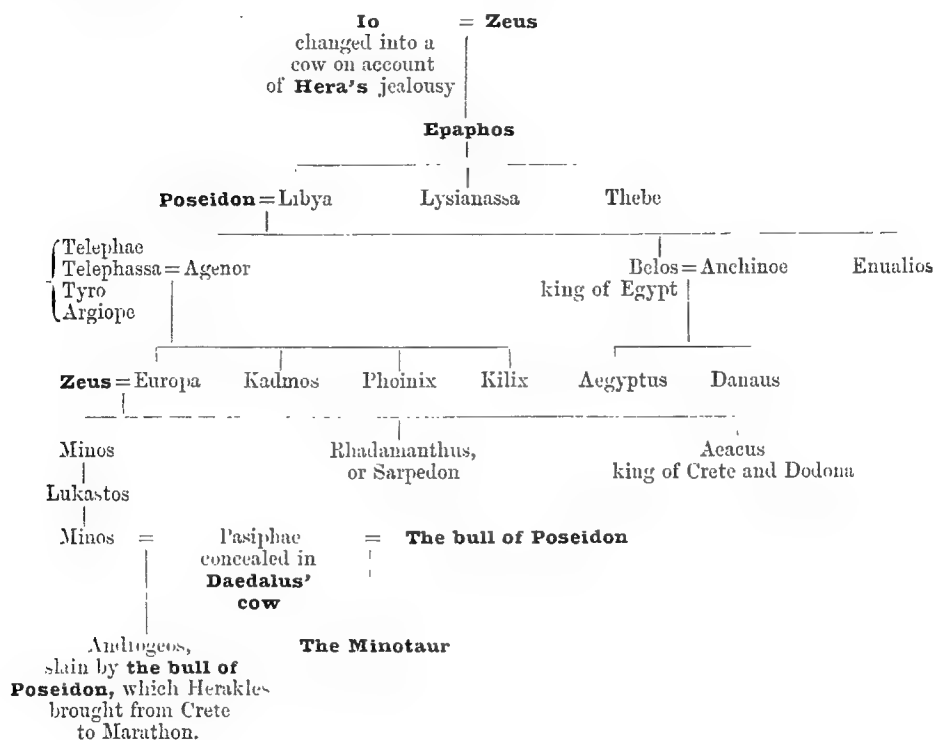 Io = Zeus
changed into a
cow on account
of Hera's jealousy
Epaphos
Poseidon = Libya Lysianassa Thebe
Telephae
Telephassa = Agenor Belos = Anchinoe Enualios
Tyro king of Egypt
Argiope
Zeus = Europa Kadmos Phoinix Kilix Aegyptus Danaus
Minos Rhadamanthus, Aeacus
or Sarpedon king of Crete and Dodona
Lukastos
Minos = Pasiphae = The bull of Poseidon
concealed in
Daedalus'
cow
Androgeos, The Minotaur
slain by the bull of
Poseidon, which Herakles
brought from Crete
to Marathon.